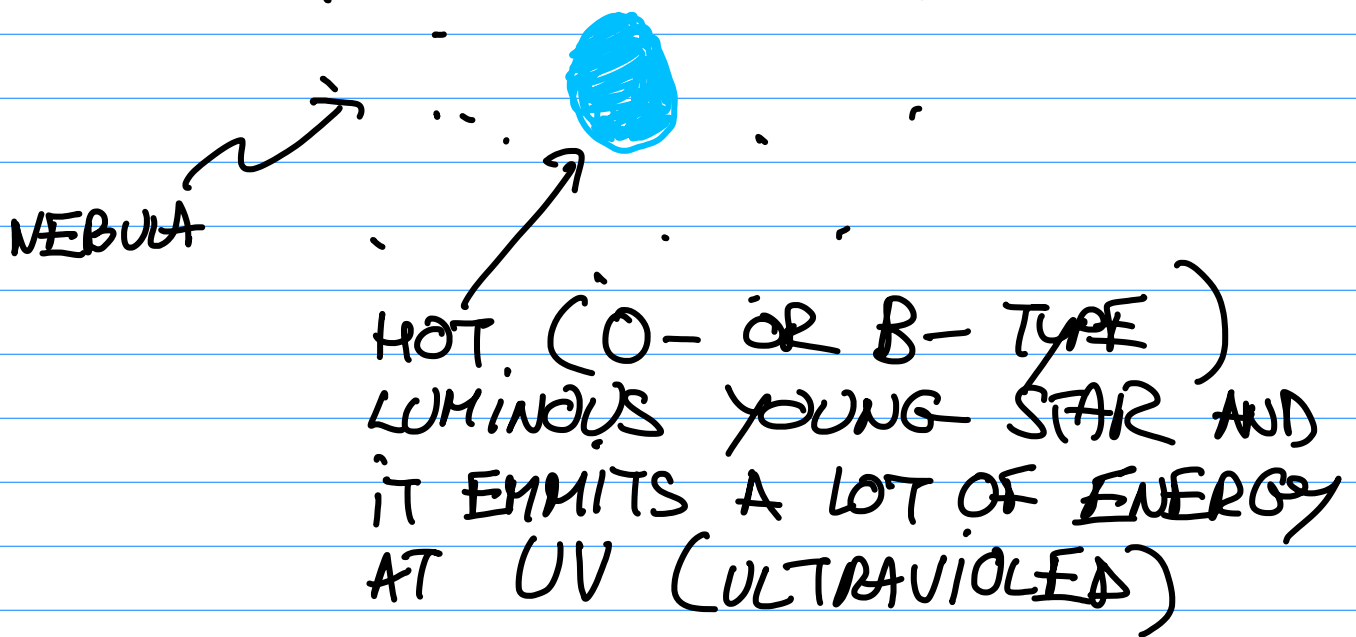 NEBULA
HOT (O- OR B- TYPE)
LUMINOUS YOUNG STAR AND
IT EMMITS A LOT OF ENERGY
AT UV (ULTRAVIOLED)